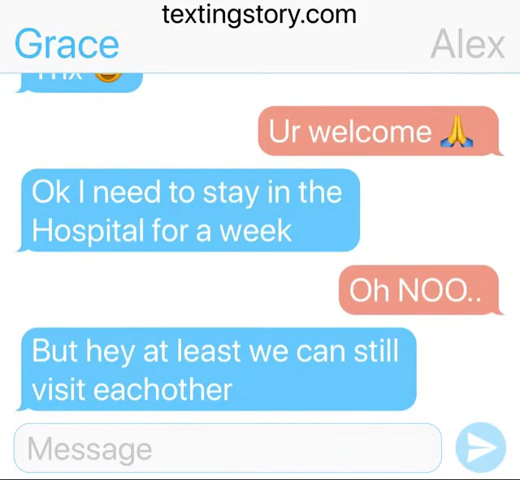 textingstory.com
Grace
Alex
Ur welcome 🙏
Ok I need to stay in the
Hospital for a week
Oh NOO..
But hey at least we can still
visit eachother
Message